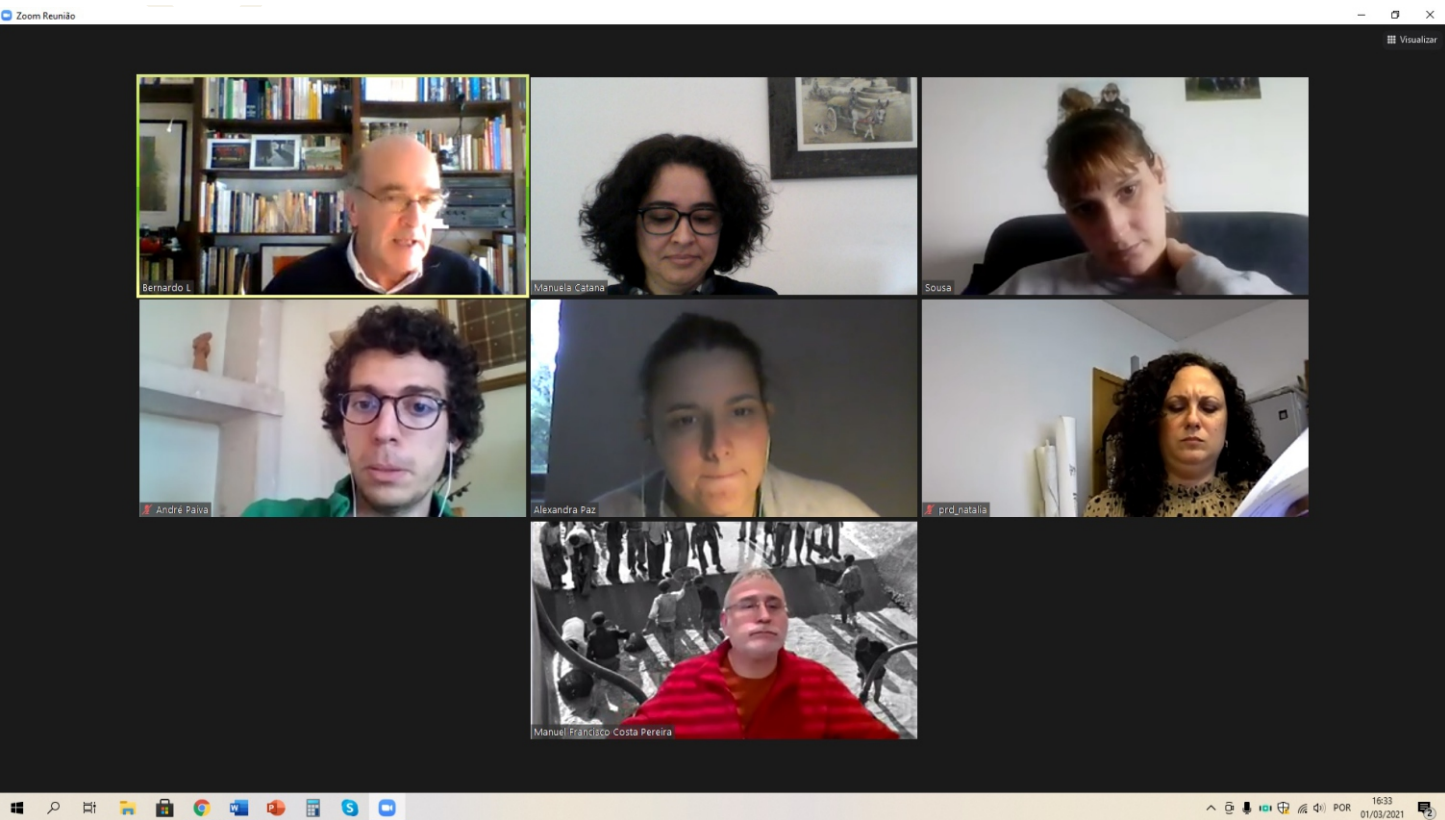 Zoom Reunião
Visualizar
Bernardo L
Manuela Catana
Sousa
André Paiva
Alexandra Paz
prd_natalia
Manuel Francisco Costa Pereira
POR
16:33
01/03/2021
2